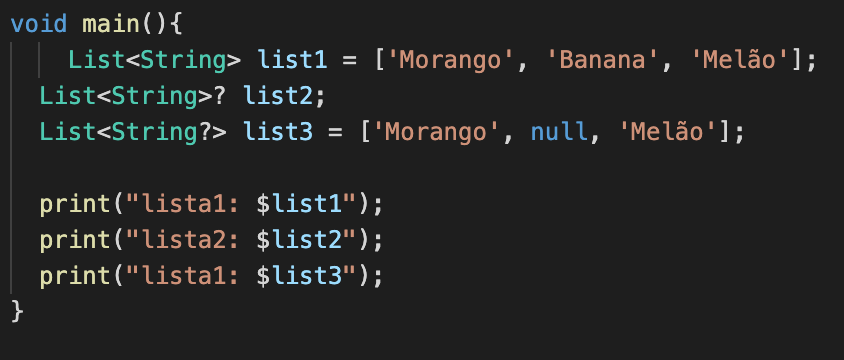 void main(){
List<String> list1 = ['Morango', 'Banana', 'Melão'];
List<String>? list2;
List<String?> list3 = ['Morango', null, 'Melão'];
print("lista1: $list1");
print("lista2: $list2");
print("lista1: $list3");
}